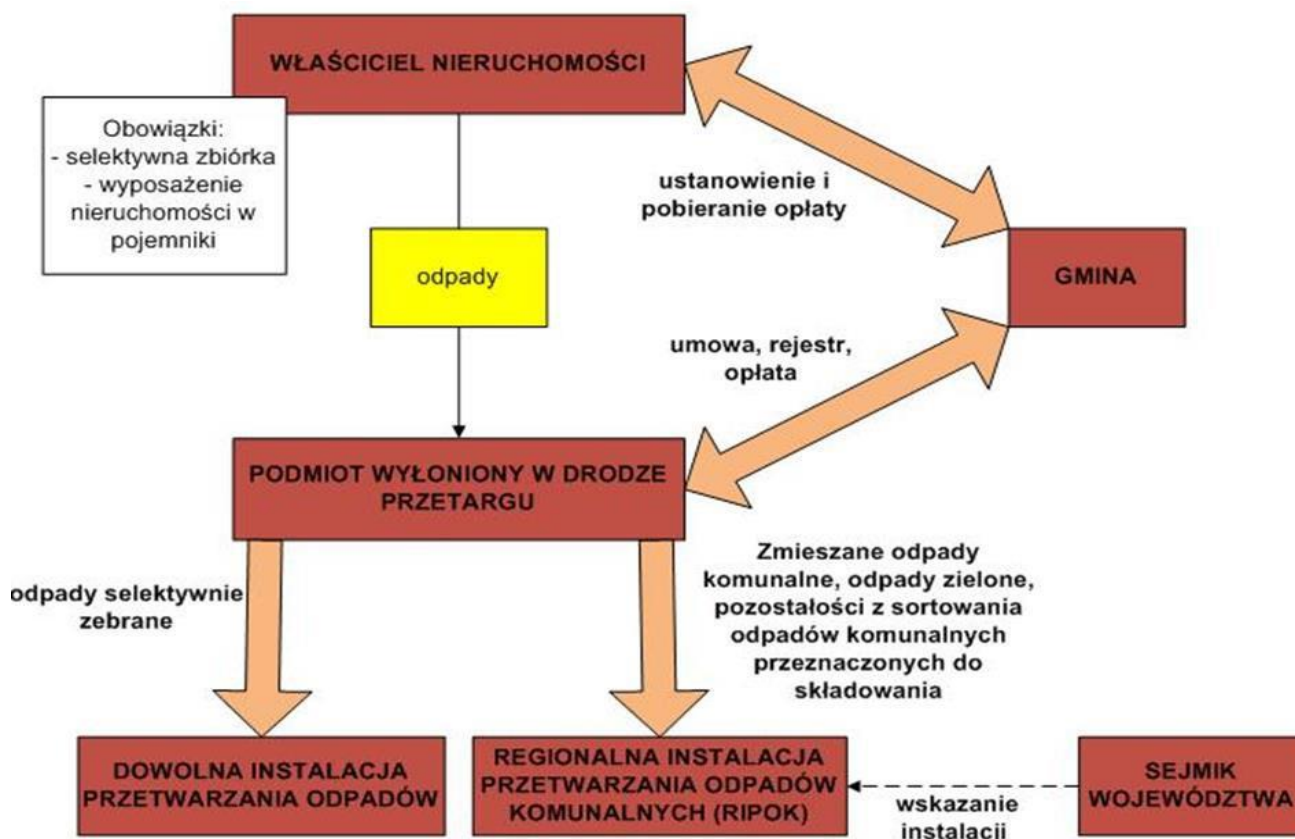 WŁAŚCICIEL NIERUCHOMOŚCI
Obowiązki:
- selektywna zbiórka
- wyposażenie
nieruchomości w
pojemniki
ustanowienie i
pobieranie opłaty
odpady
GMINA
umowa, rejestr,
opłata
PODMIOT WYŁONIONY W DRODZE
PRZETARGU
odpady selektywnie
zebrane
Zmieszane odpady
komunalne, odpady zielone,
pozostałości z sortowania
odpadów komunalnych
przeznaczonych do
składowania
DOWOLNA INSTALACJA
PRZETWARZANIA ODPADÓW
REGIONALNA INSTALACJA
PRZETWARZANIA ODPADÓW
KOMUNALNYCH (RIPOK)
wskazanie
instalacji
SEJMIK
WOJEWÓDZTWA